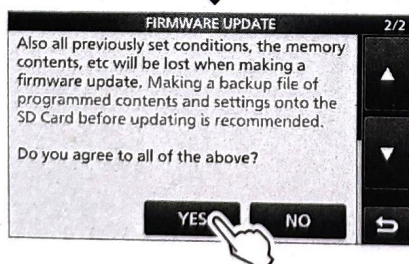 FIRMWARE UPDATE 2/2
Also all previously set conditions, the memory
contents, etc will be lost when making a
firmware update. Making a backup file of
programmed contents and settings onto the
SD Card before updating is recommended.
Do you agree to all of the above?
YES NO